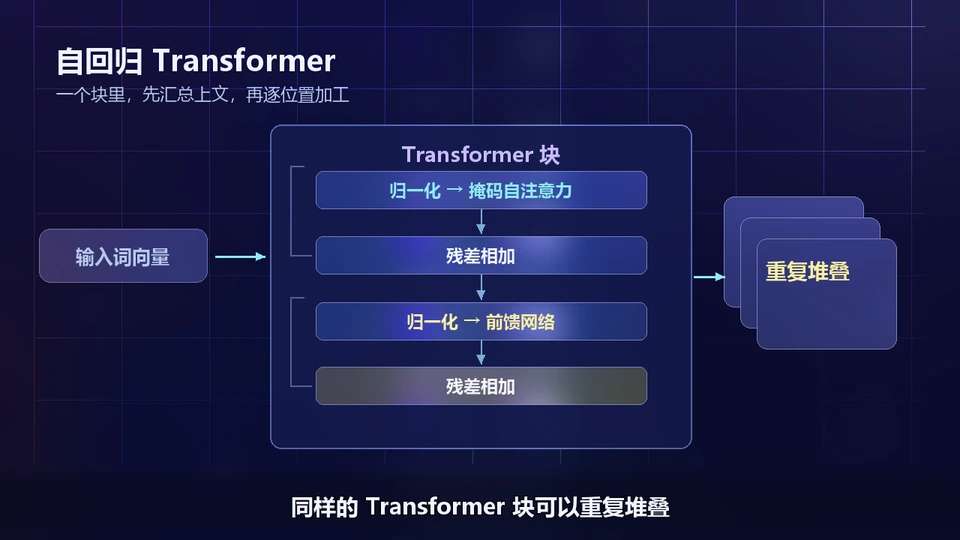 自回归 Transformer
一个块里，先汇总上文，再逐位置加工
Transformer 块
归一化 → 掩码自注意力
残差相加
输入词向量
归一化 → 前馈网络
残差相加
重复堆叠
同样的 Transformer 块可以重复堆叠